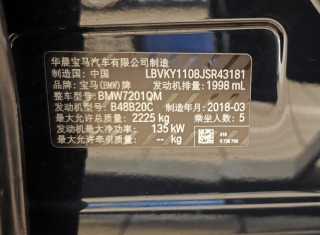 华晨宝马汽车有限公司制造
制造国：中国 LBVKY1108JSR43181
品牌：宝马(BMW)牌 发动机排量：1998 mL
整车型号：BMW7201QM
发动机型号：B48B20C 制造年月：2018-03
最大允许总质量：2225 kg 乘坐人数：5
发动机最大净功率：135 kW
最大允许牵引质量：-- kg